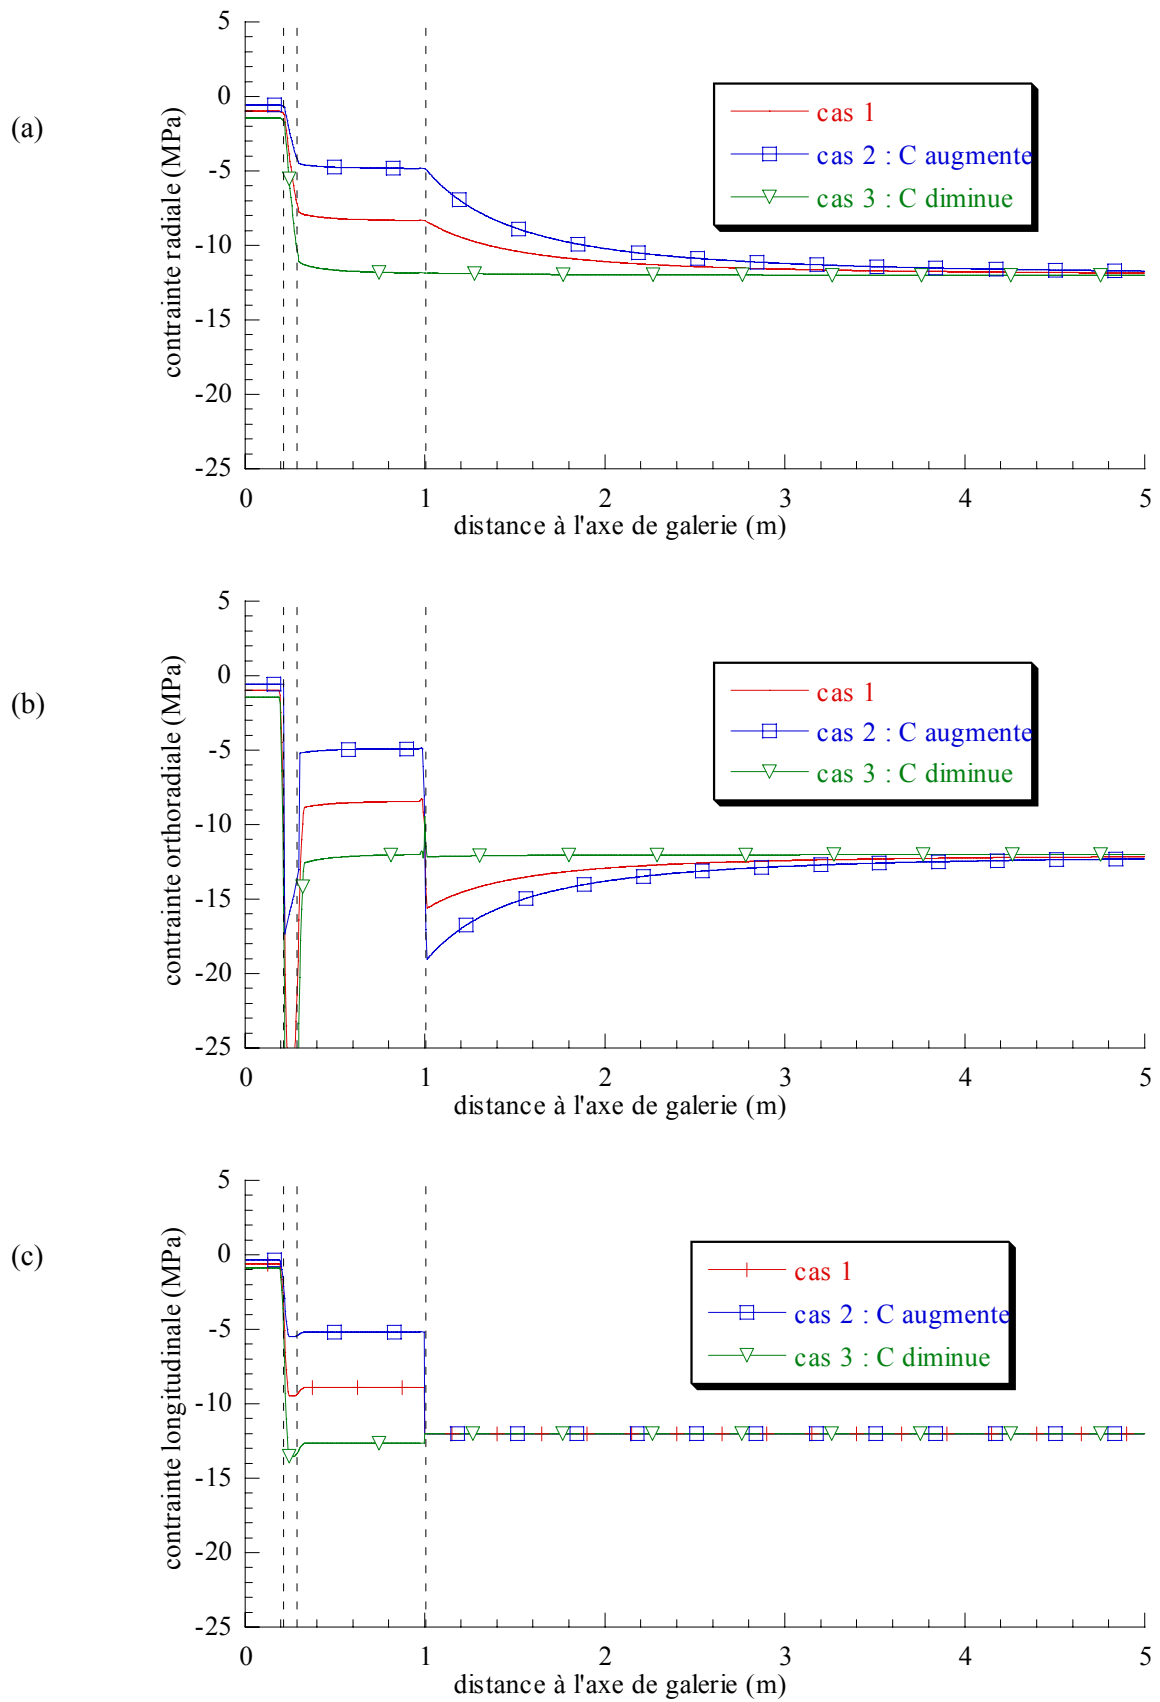 (a)
contrainte radiale (MPa)
5
0
-5
-10
-15
-20
-25
cas 1
cas 2 : C augmente
cas 3 : C diminue
0 1 2 3 4 5
distance à l'axe de galerie (m)
(b)
contrainte orthoradiale (MPa)
5
0
-5
-10
-15
-20
-25
cas 1
cas 2 : C augmente
cas 3 : C diminue
0 1 2 3 4 5
distance à l'axe de galerie (m)
(c)
contrainte longitudinale (MPa)
5
0
-5
-10
-15
-20
-25
cas 1
cas 2 : C augmente
cas 3 : C diminue
0 1 2 3 4 5
distance à l'axe de galerie (m)